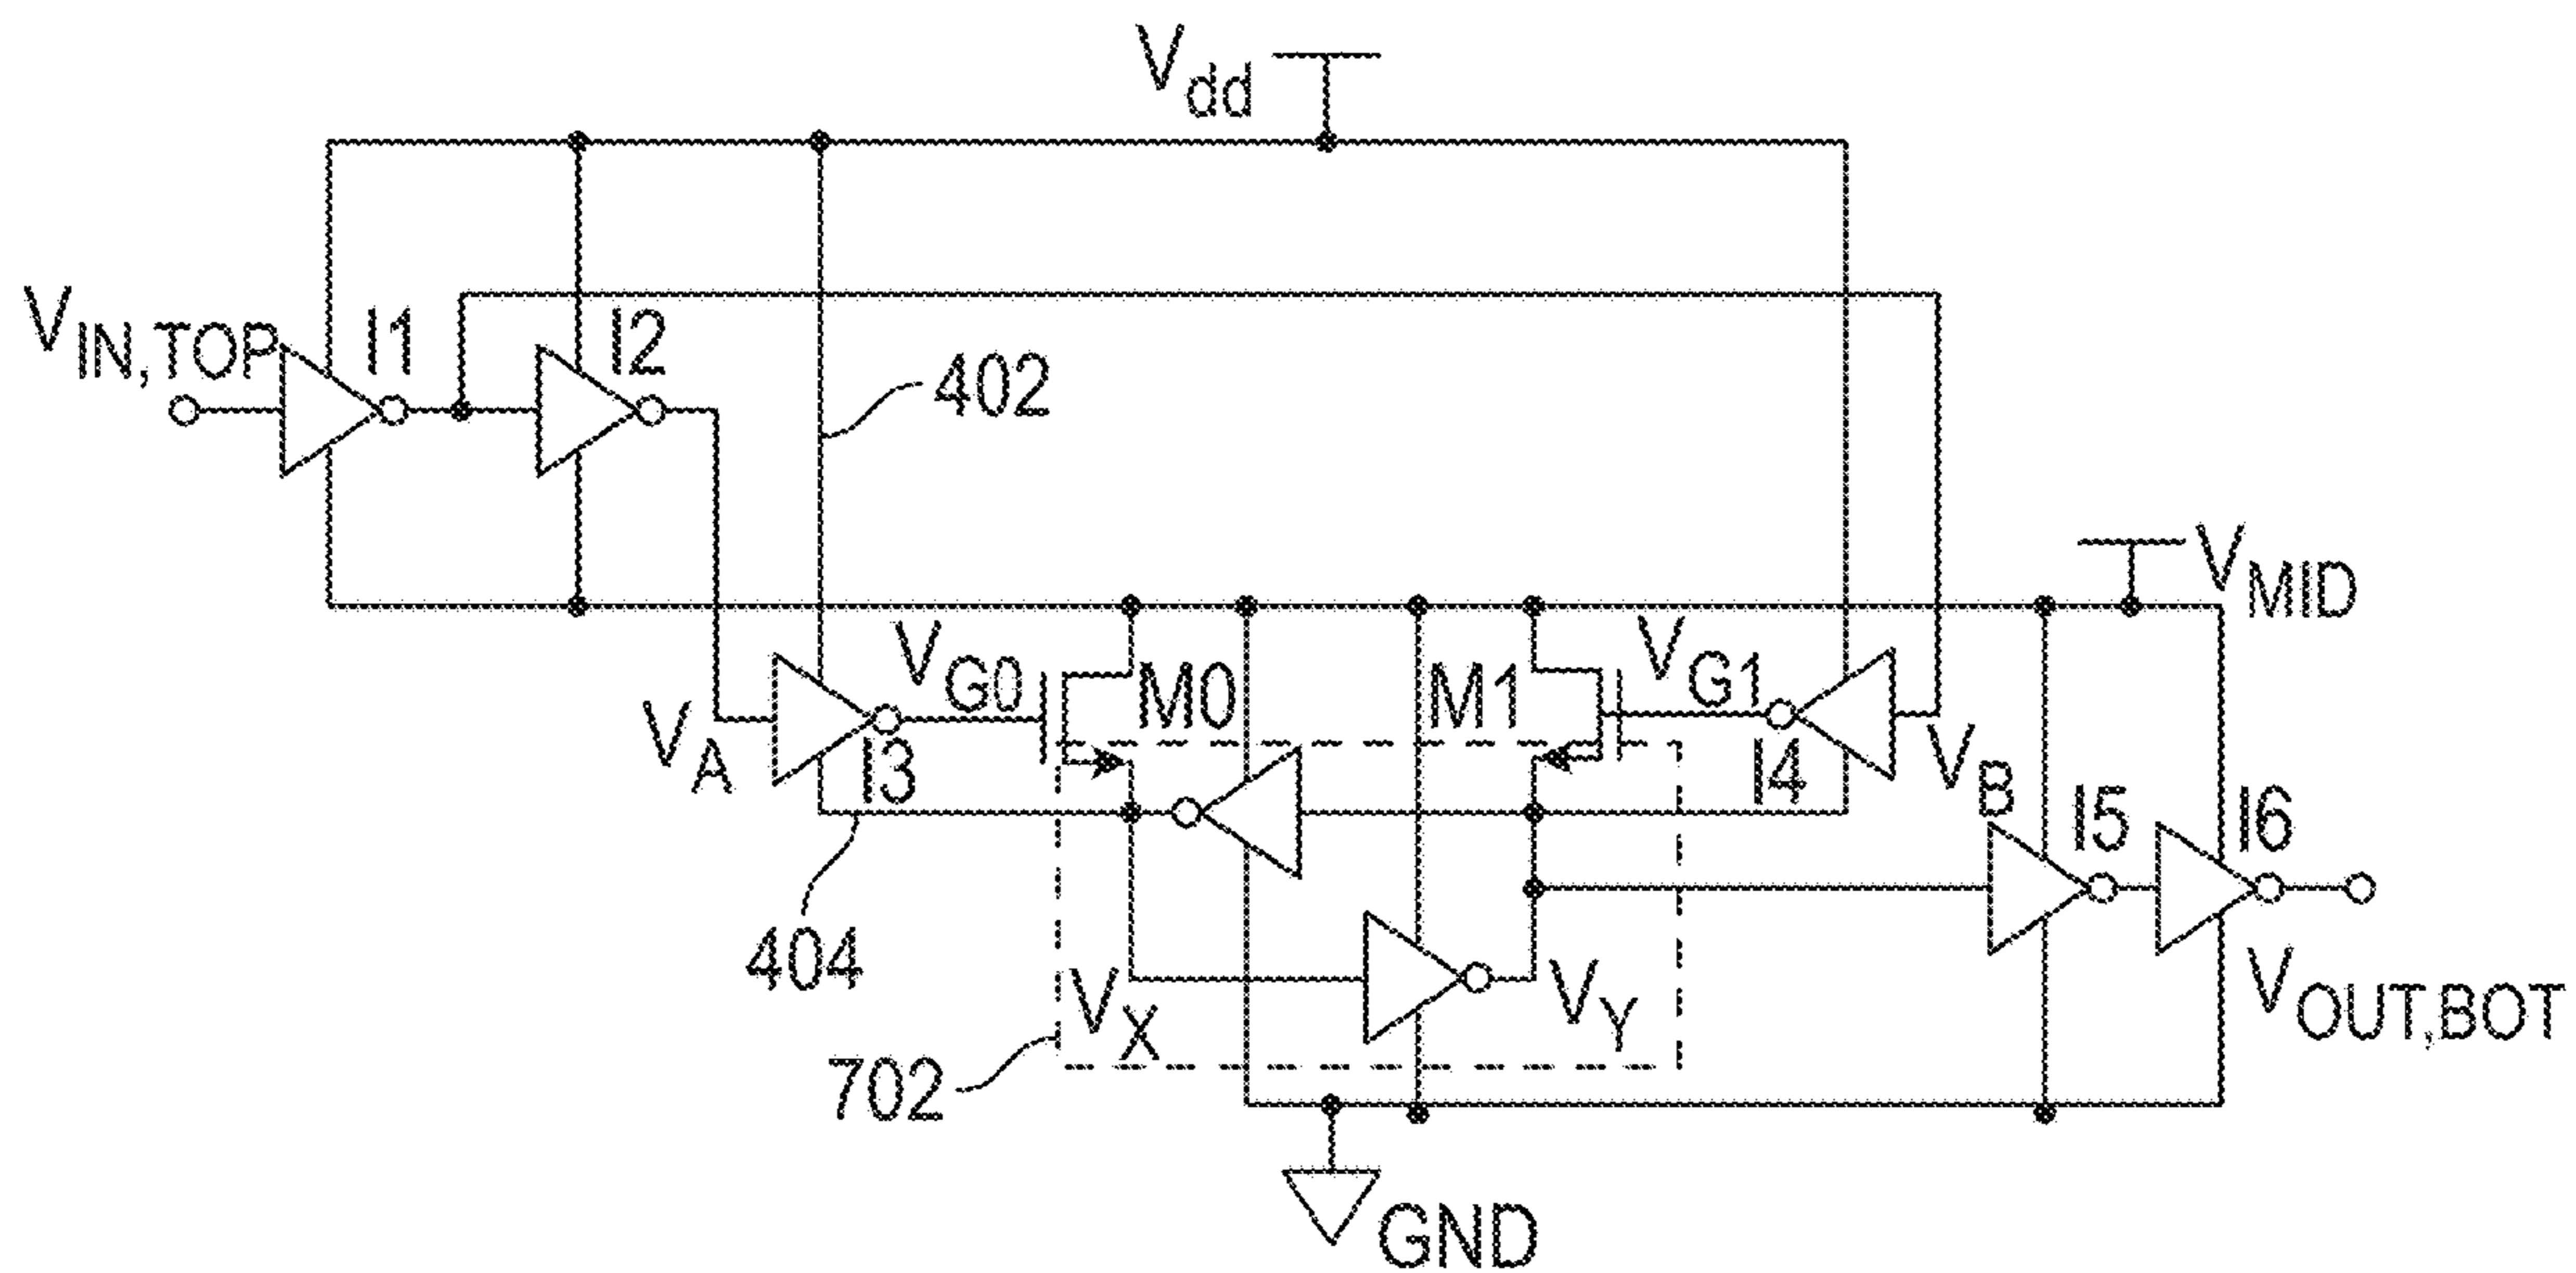 Vdd
VIN,TOP
I1
I2
402
VMID
VG0
M0
M1
VG1
VA
I3
I4
VB
I5
I6
404
VX
VY
VOUT,BOT
702
GND